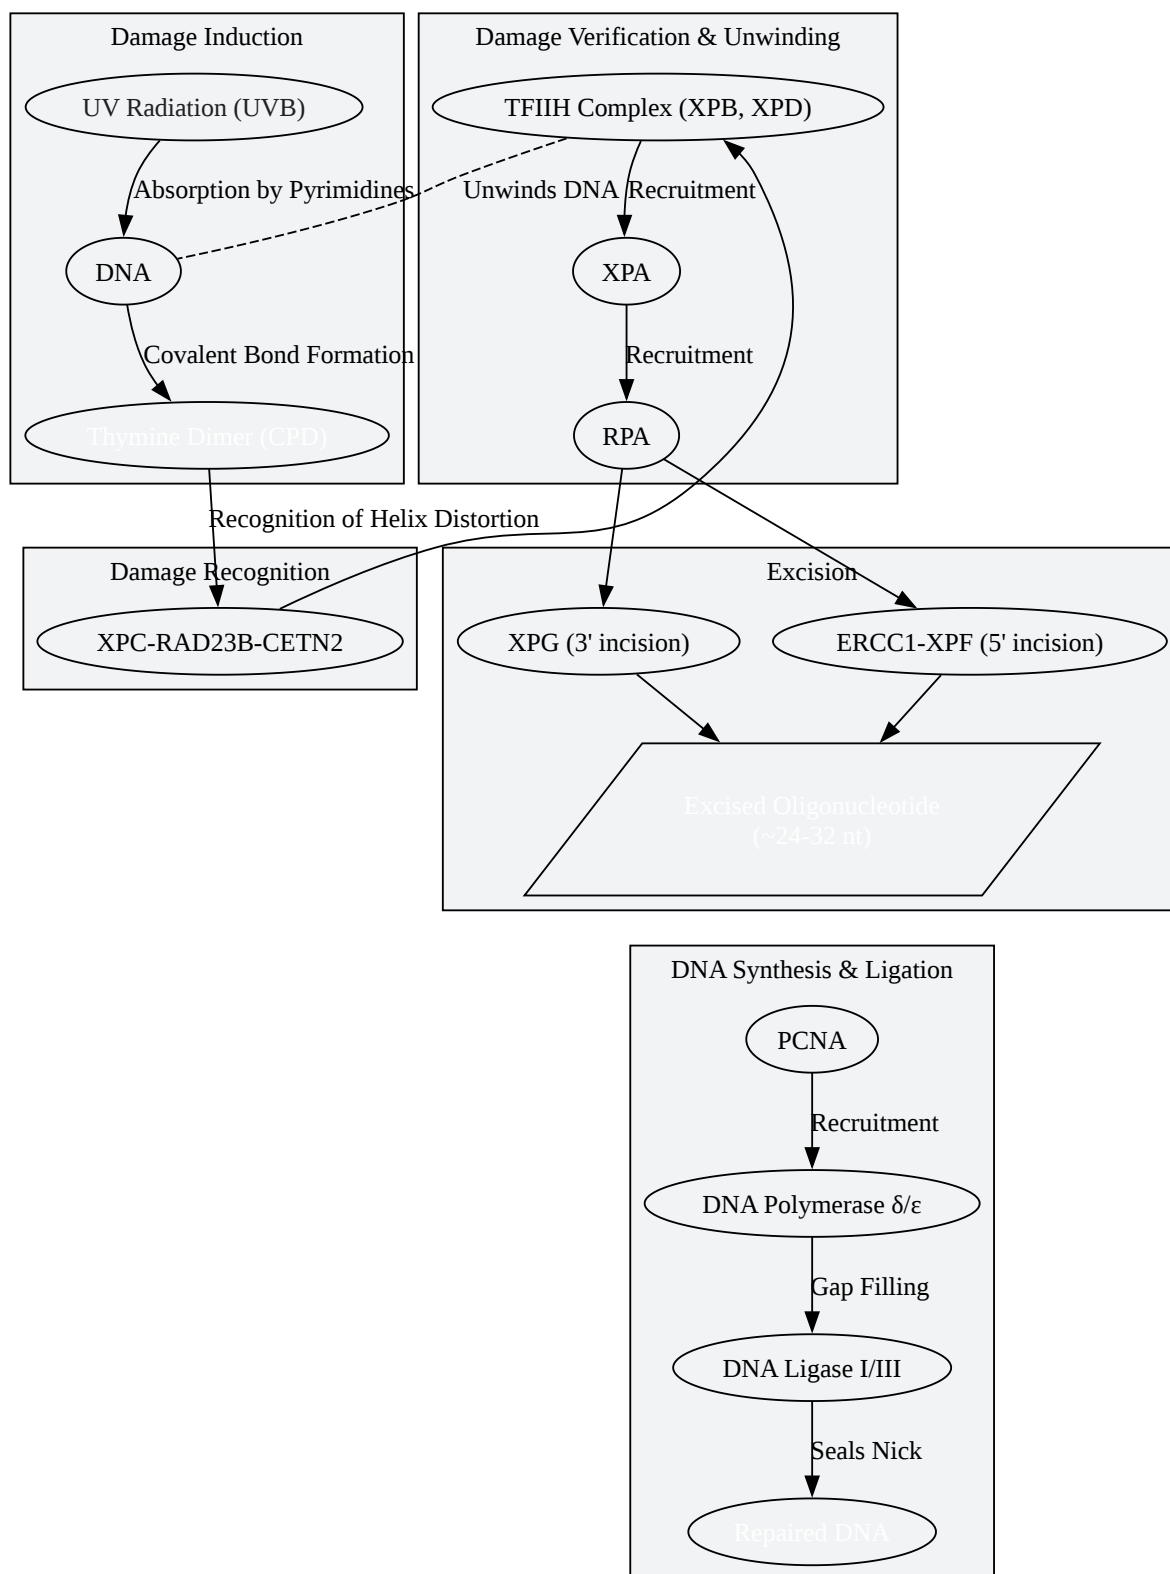 Damage Induction
UV Radiation (UVB)
Absorption by Pyrimidines
DNA
Covalent Bond Formation
Thymine Dimer (CPD)
Damage Verification & Unwinding
TFIIH Complex (XPB, XPD)
Unwinds DNA
Recruitment
XPA
Recruitment
RPA
Recognition of Helix Distortion
Damage Recognition
XPC-RAD23B-CETN2
Excision
XPG (3' incision)
ERCC1-XPF (5' incision)
Excised Oligonucleotide
(~24-32 nt)
DNA Synthesis & Ligation
PCNA
Recruitment
DNA Polymerase δ/ε
Gap Filling
DNA Ligase I/III
Seals Nick
Repaired DNA